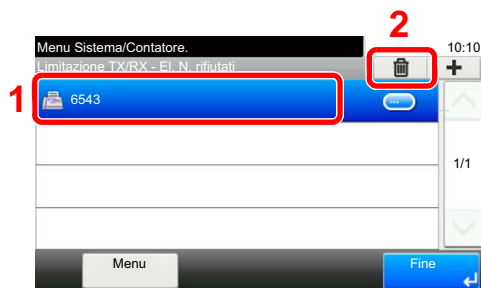 2
Menu Sistema/Contatore.
10:10
Limitazione TX/RX - El. N. rifiutati
1
6543
1/1
Menu
Fine